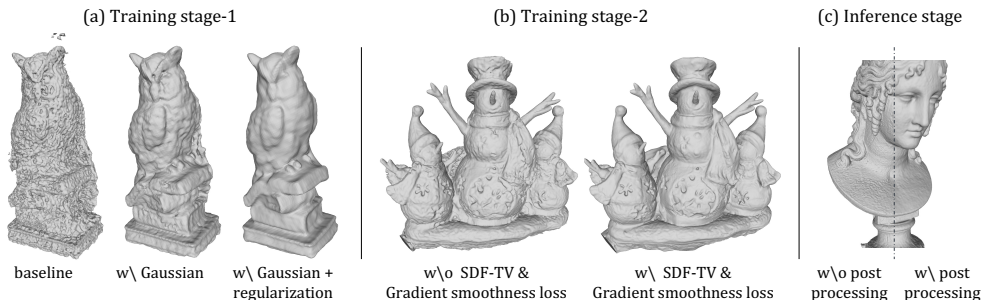 (a) Training stage-1
(b) Training stage-2
(c) Inference stage
baseline
w\ Gaussian
w\ Gaussian +
regularization
w\o SDF-TV &
Gradient smoothness loss
w\ SDF-TV &
Gradient smoothness loss
w\o post
processing
w\ post
processing